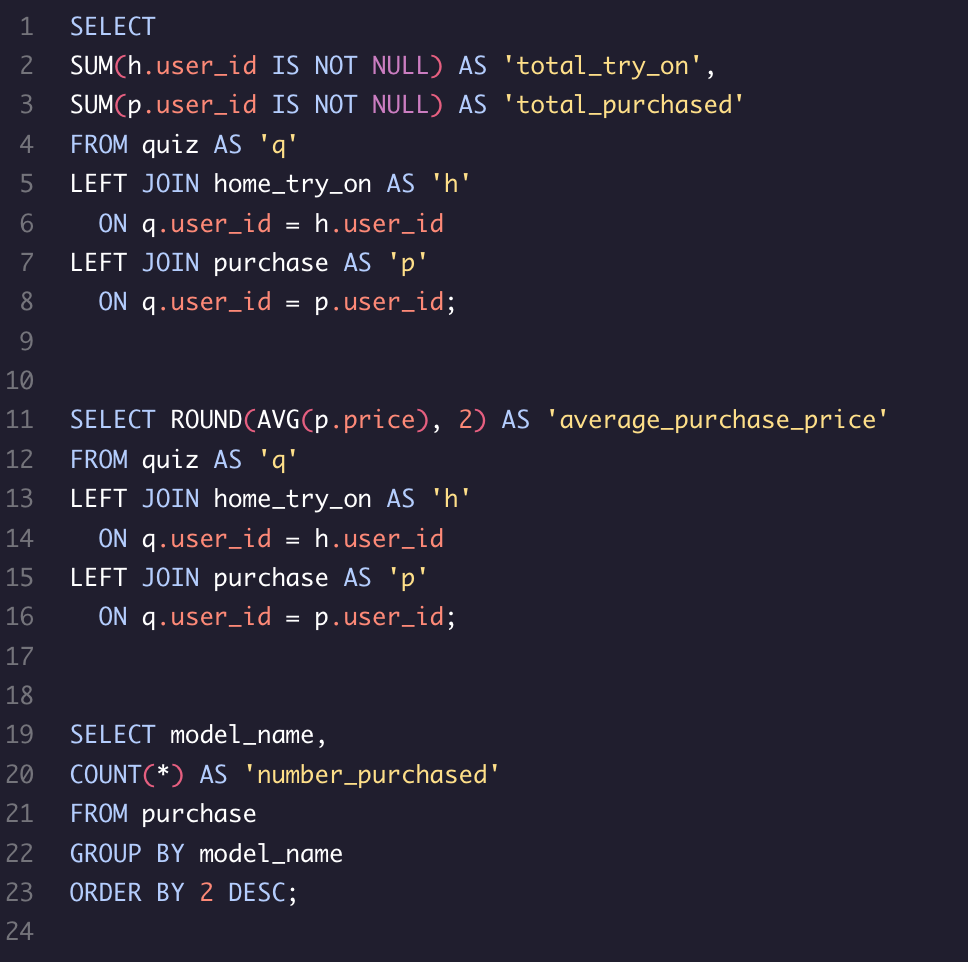 1 SELECT
2 SUM(h.user_id IS NOT NULL) AS 'total_try_on',
3 SUM(p.user_id IS NOT NULL) AS 'total_purchased'
4 FROM quiz AS 'q'
5 LEFT JOIN home_try_on AS 'h'
6 ON q.user_id = h.user_id
7 LEFT JOIN purchase AS 'p'
8 ON q.user_id = p.user_id;
9
10
11 SELECT ROUND(AVG(p.price), 2) AS 'average_purchase_price'
12 FROM quiz AS 'q'
13 LEFT JOIN home_try_on AS 'h'
14 ON q.user_id = h.user_id
15 LEFT JOIN purchase AS 'p'
16 ON q.user_id = p.user_id;
17
18
19 SELECT model_name,
20 COUNT(*) AS 'number_purchased'
21 FROM purchase
22 GROUP BY model_name
23 ORDER BY 2 DESC;
24